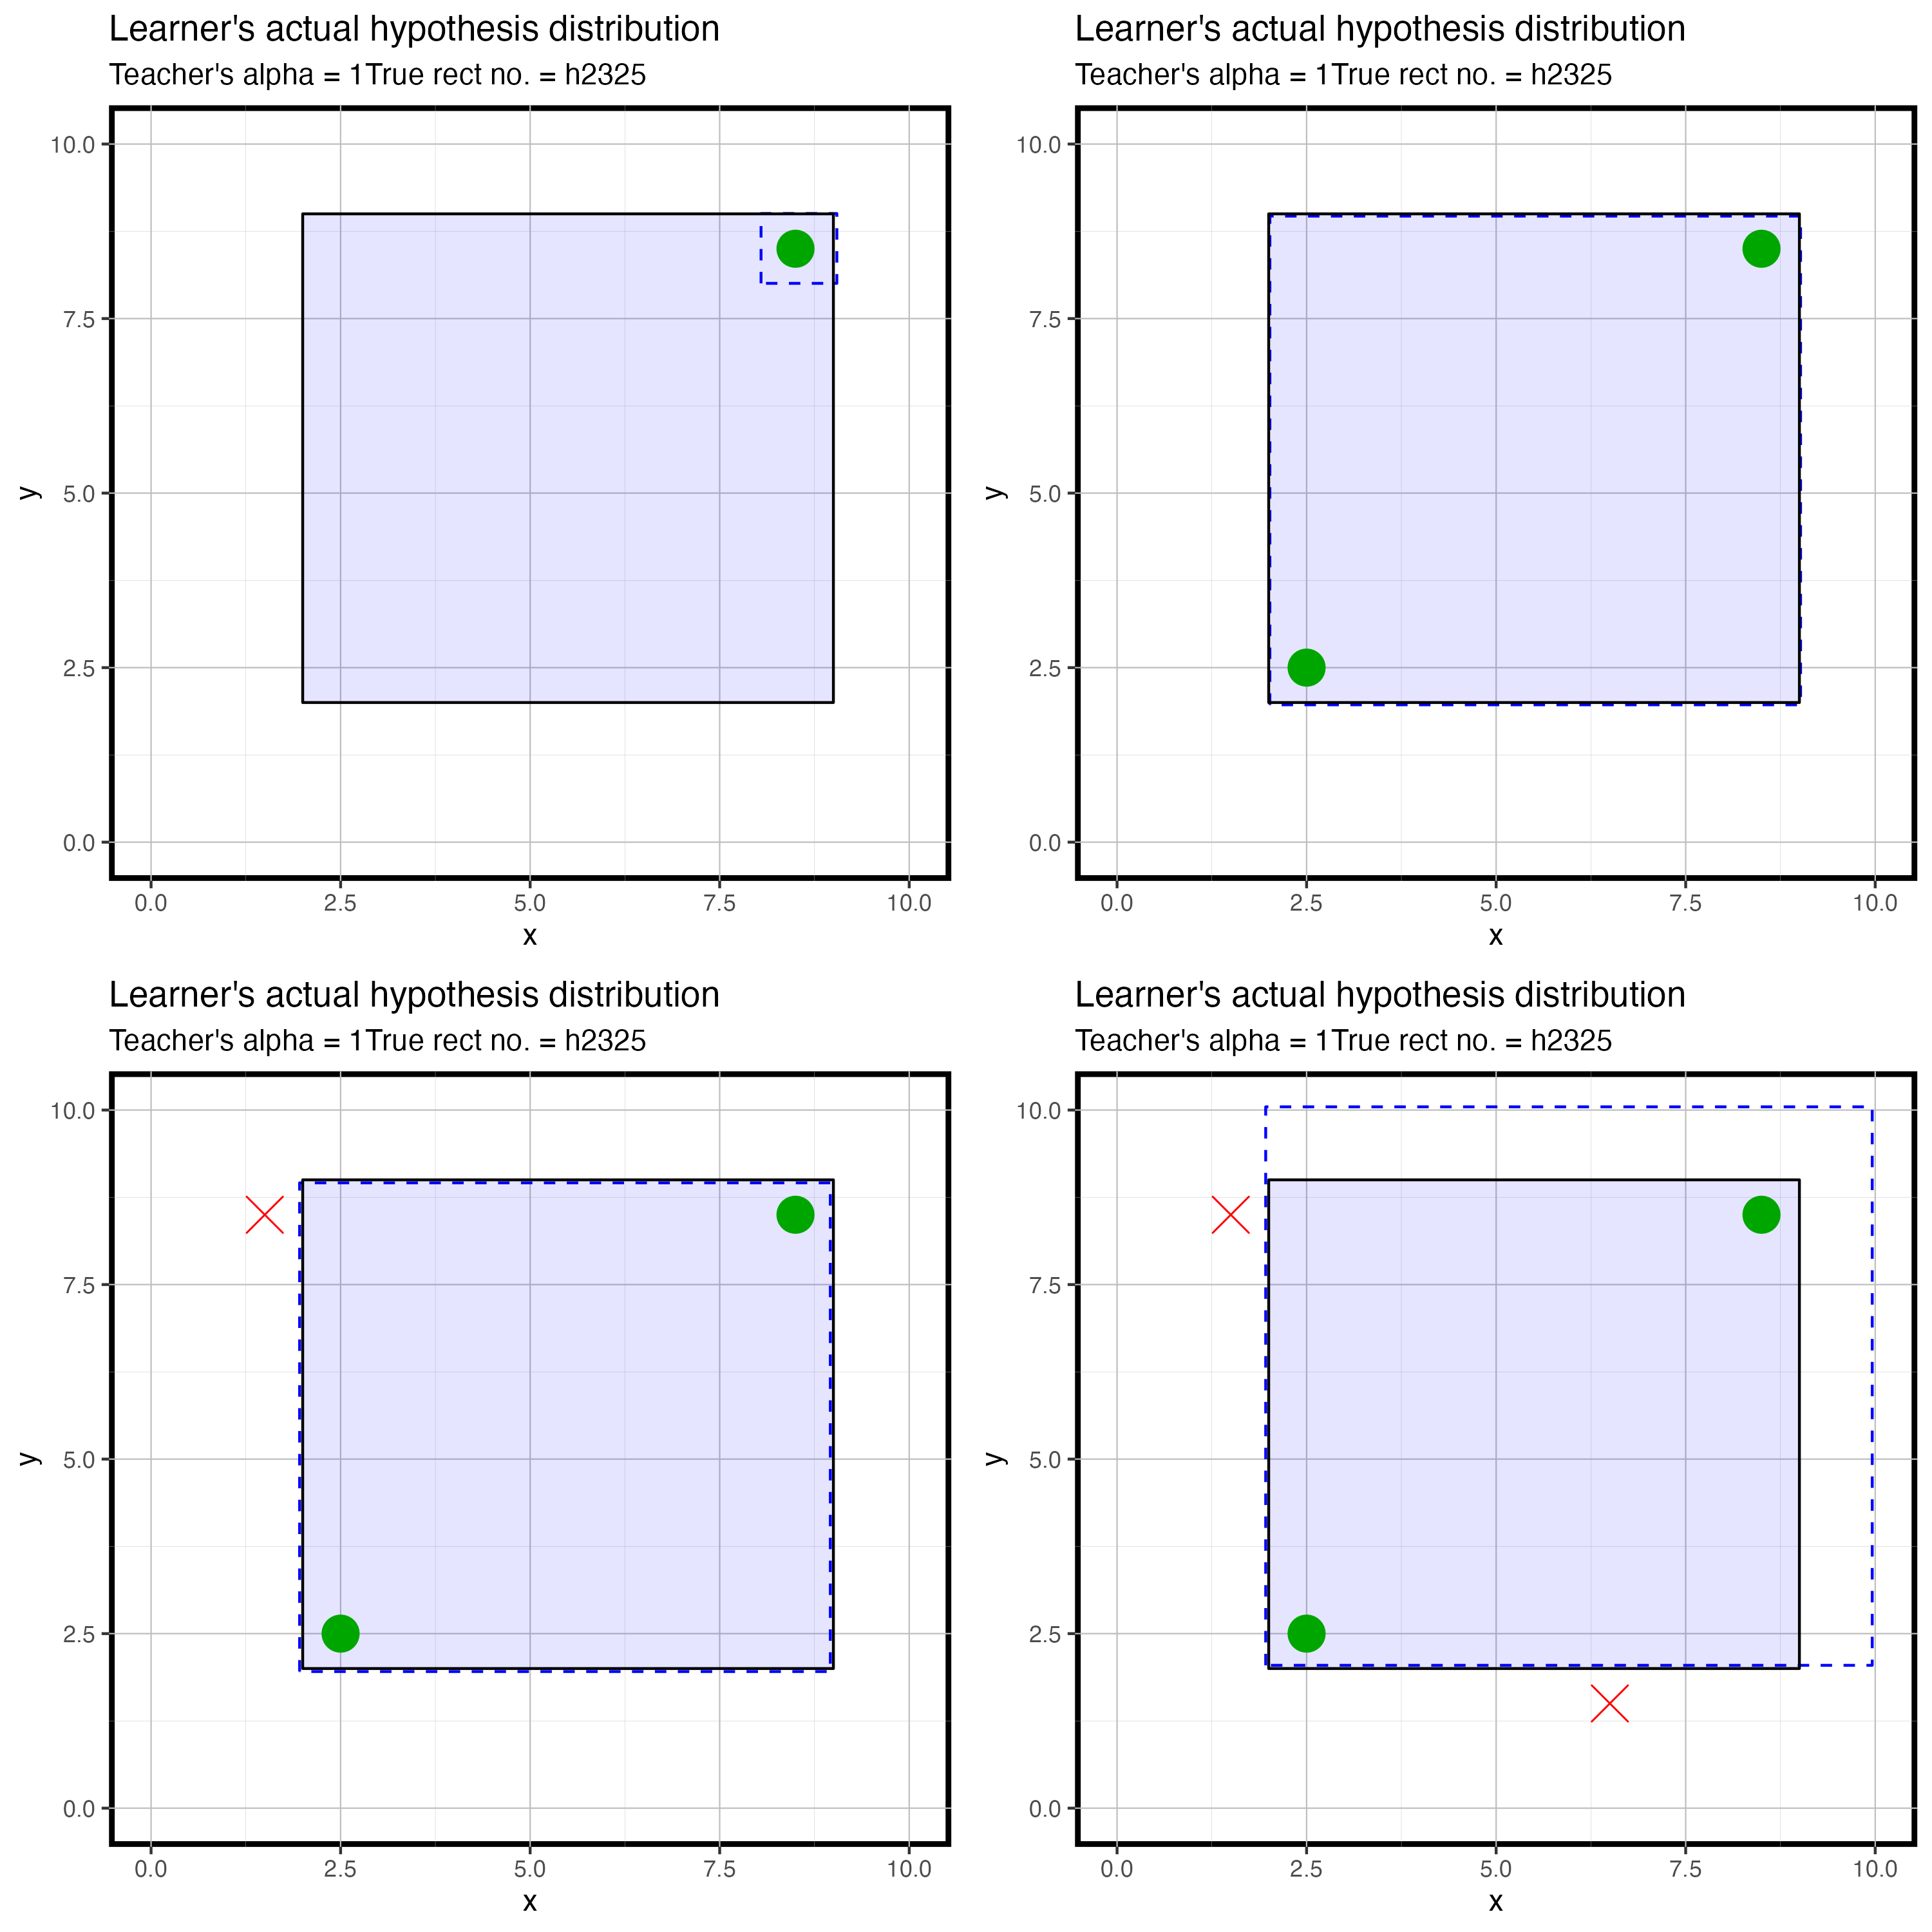 Learner's actual hypothesis distribution
Teacher's alpha = 1True rect no. = h2325
10.0
7.5
5.0
2.5
0.0
y
0.0 2.5 5.0 7.5 10.0
x
Learner's actual hypothesis distribution
Teacher's alpha = 1True rect no. = h2325
10.0
7.5
5.0
2.5
0.0
y
0.0 2.5 5.0 7.5 10.0
x
Learner's actual hypothesis distribution
Teacher's alpha = 1True rect no. = h2325
10.0
7.5
5.0
2.5
0.0
y
0.0 2.5 5.0 7.5 10.0
x
Learner's actual hypothesis distribution
Teacher's alpha = 1True rect no. = h2325
10.0
7.5
5.0
2.5
0.0
y
0.0 2.5 5.0 7.5 10.0
x